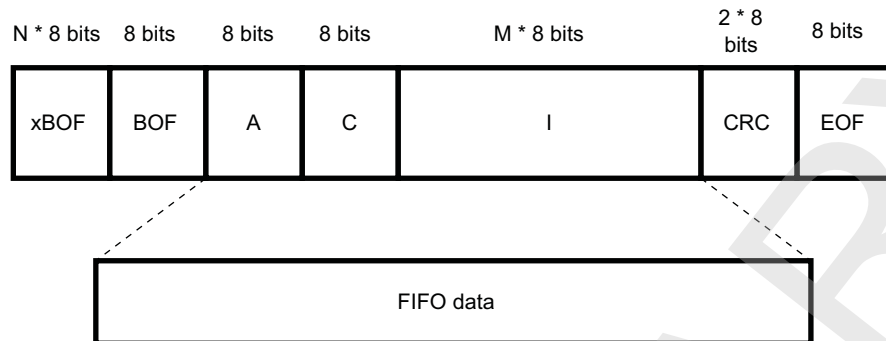 N * 8 bits 8 bits 8 bits 8 bits M * 8 bits 2 * 8 bits 8 bits
xBOF BOF A C I CRC EOF
FIFO data